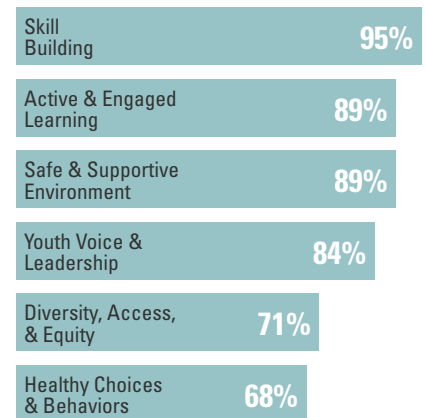 Skill
Building
95%
Active & Engaged
Learning
89%
Safe & Supportive
Environment
89%
Youth Voice &
Leadership
84%
Diversity, Access,
& Equity
71%
Healthy Choices
& Behaviors
68%